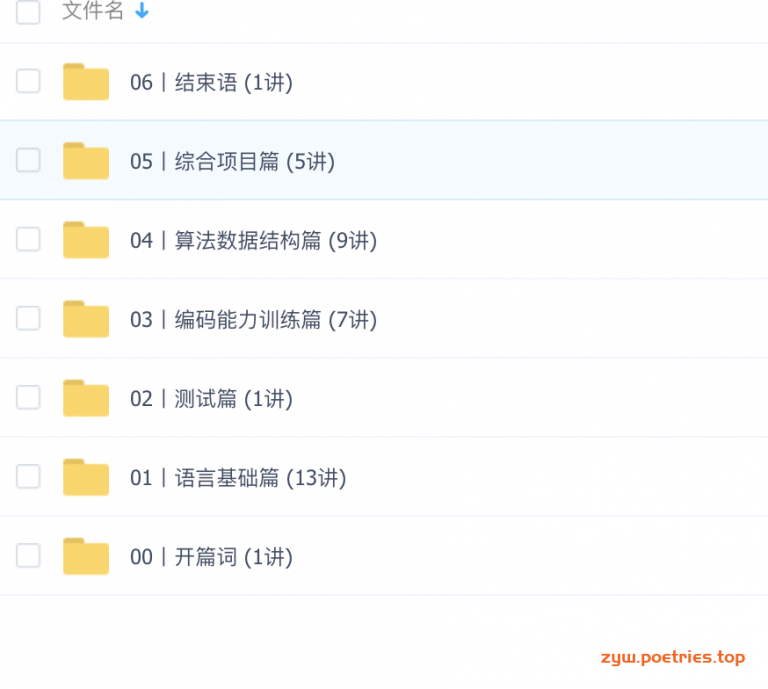 文件名
06丨结束语 (1讲)
05丨综合项目篇 (5讲)
04丨算法数据结构篇 (9讲)
03丨编码能力训练篇 (7讲)
02丨测试篇 (1讲)
01丨语言基础篇 (13讲)
00丨开篇词 (1讲)
zyw.poetries.top